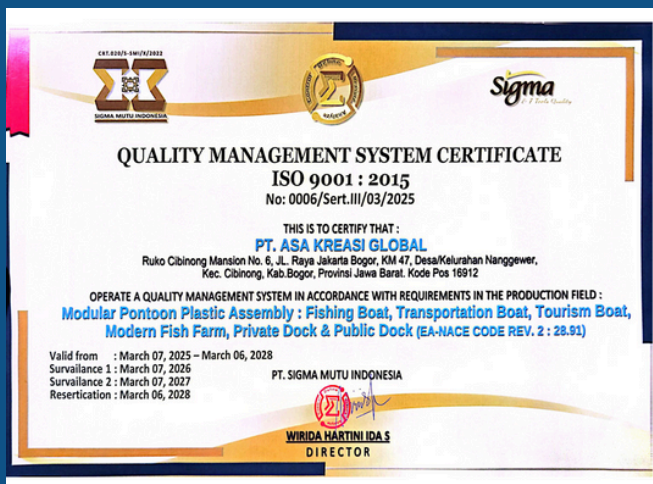 CRT.020/S-SMI/X/2022
SIGMA MUTU INDONESIA
Sigma
QUALITY MANAGEMENT SYSTEM CERTIFICATE
ISO 9001 : 2015
No: 0006/Sert.III/03/2025
THIS IS TO CERTIFY THAT :
PT. ASA KREASI GLOBAL
Ruko Cibinong Mansion No. 6, JL. Raya Jakarta Bogor, KM 47, Desa/Kelurahan Nanggewer,
Kec. Cibinong, Kab.Bogor, Provinsi Jawa Barat. Kode Pos 16912
OPERATE A QUALITY MANAGEMENT SYSTEM IN ACCORDANCE WITH REQUIREMENTS IN THE PRODUCTION FIELD :
Modular Pontoon Plastic Assembly : Fishing Boat, Transportation Boat, Tourism Boat,
Modern Fish Farm, Private Dock & Public Dock (EA-NACE CODE REV. 2 : 28.91)
Valid from : March 07, 2025 – March 06, 2028
Survailance 1 : March 07, 2026
Survailance 2 : March 07, 2027
Resertication : March 06, 2028
PT. SIGMA MUTU INDONESIA
WIRIDA HARTINI IDA S
DIRECTOR